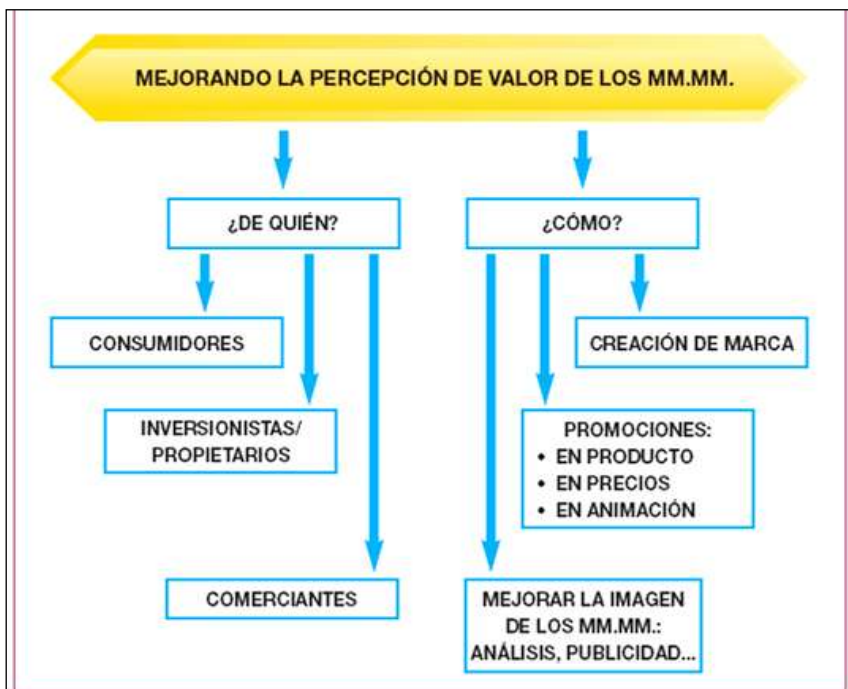 MEJORANDO LA PERCEPCIÓN DE VALOR DE LOS MM.MM.
¿DE QUIÉN?
¿CÓMO?
CONSUMIDORES
CREACIÓN DE MARCA
INVERSIONISTAS/
PROPIETARIOS
PROMOCIONES:
• EN PRODUCTO
• EN PRECIOS
• EN ANIMACIÓN
COMERCIANTES
MEJORAR LA IMAGEN
DE LOS MM.MM.:
ANÁLISIS, PUBLICIDAD...